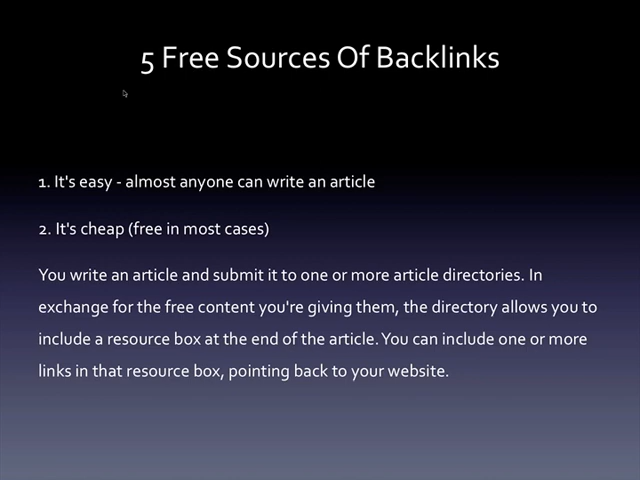 5 Free Sources Of Backlinks
1. It's easy - almost anyone can write an article
2. It's cheap (free in most cases)
You write an article and submit it to one or more article directories. In
exchange for the free content you're giving them, the directory allows you to
include a resource box at the end of the article. You can include one or more
links in that resource box, pointing back to your website.